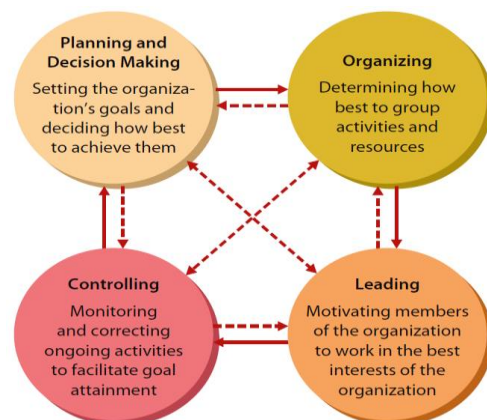 Planning and
Decision Making
Setting the organiza-
tion's goals and
deciding how best
to achieve them
Organizing
Determining how
best to group
activities and
resources
Controlling
Monitoring
and correcting
ongoing activities
to facilitate goal
attainment
Leading
Motivating members
of the organization
to work in the best
interests of the
organization